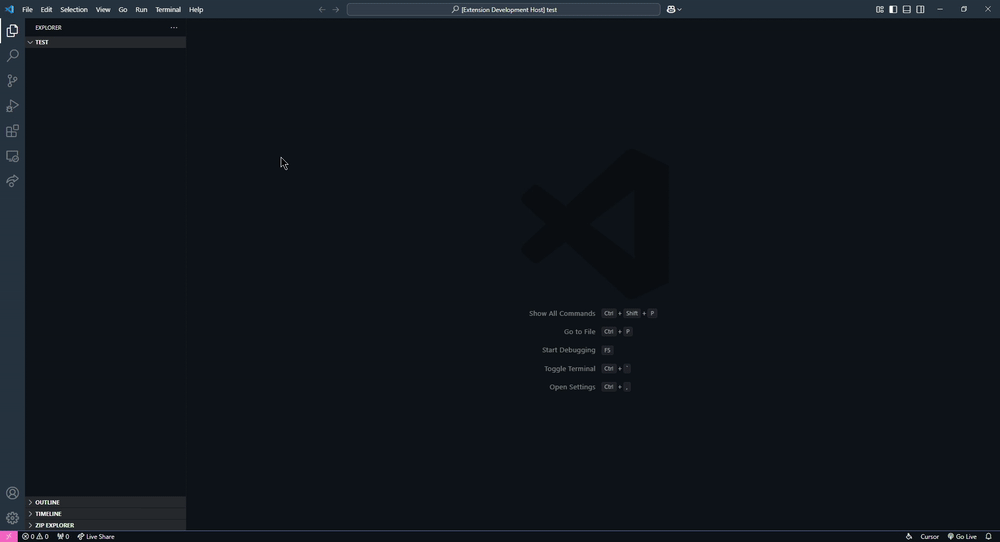 File Edit Selection View Go Run Terminal Help
[Extension Development Host] test
EXPLORER
TEST
Show All Commands Ctrl + Shift + P
Go to File Ctrl + P
Start Debugging F5
Toggle Terminal Ctrl + `
Open Settings Ctrl + ,
OUTLINE
TIMELINE
ZIP EXPLORER
0 0 0 Live Share Cursor Go Live